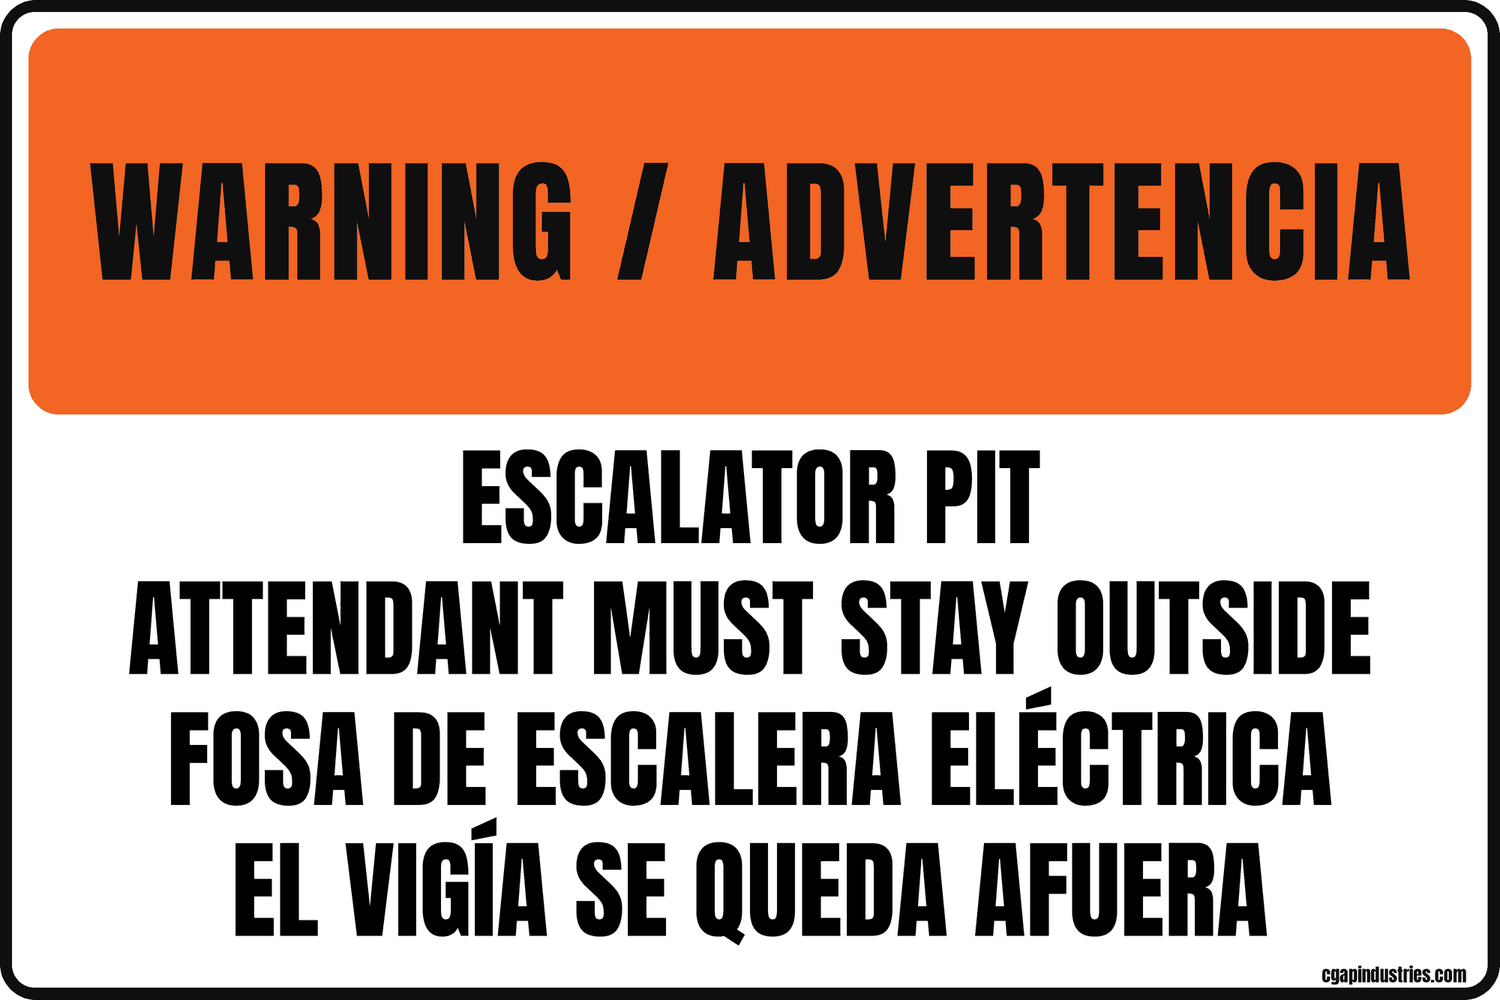 WARNING / ADVERTENCIA
ESCALATOR PIT
ATTENDANT MUST STAY OUTSIDE
FOSA DE ESCALERA ELÉCTRICA
EL VIGÍA SE QUEDA AFUERA
cgapindustries.com